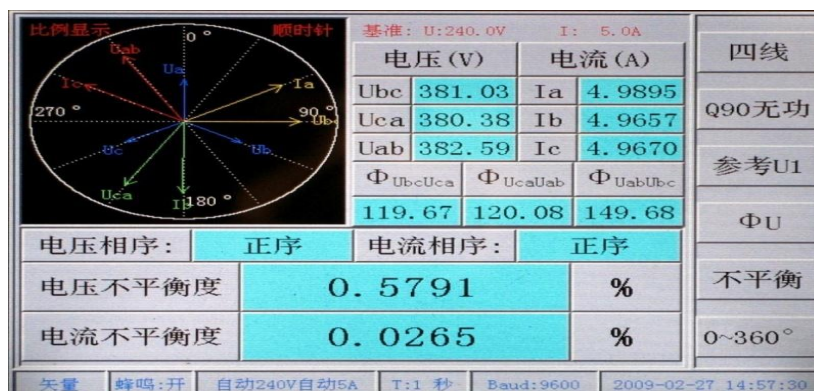 比例显示 0° 顺时针
Uab
Ua
Ic Ia
270° 90° Ubc
Uc Ub
Uca
Ib 180°
基准: U:240.0V I: 5.0A
电压(V) 电流(A)
Ubc 381.03 Ia 4.9895
Uca 380.38 Ib 4.9657
Uab 382.59 Ic 4.9670
ΦUbcUca ΦUcaUab ΦUabUbc
119.67 120.08 149.68
电压相序: 正序 电流相序: 正序
电压不平衡度 0.5791 %
电流不平衡度 0.0265 %
四线
Q90无功
参考U1
ΦU
不平衡
0~360°
矢量 蜂鸣:开 自动240V自动5A T:1 秒 Baud:9600 2009-02-27 14:57:30